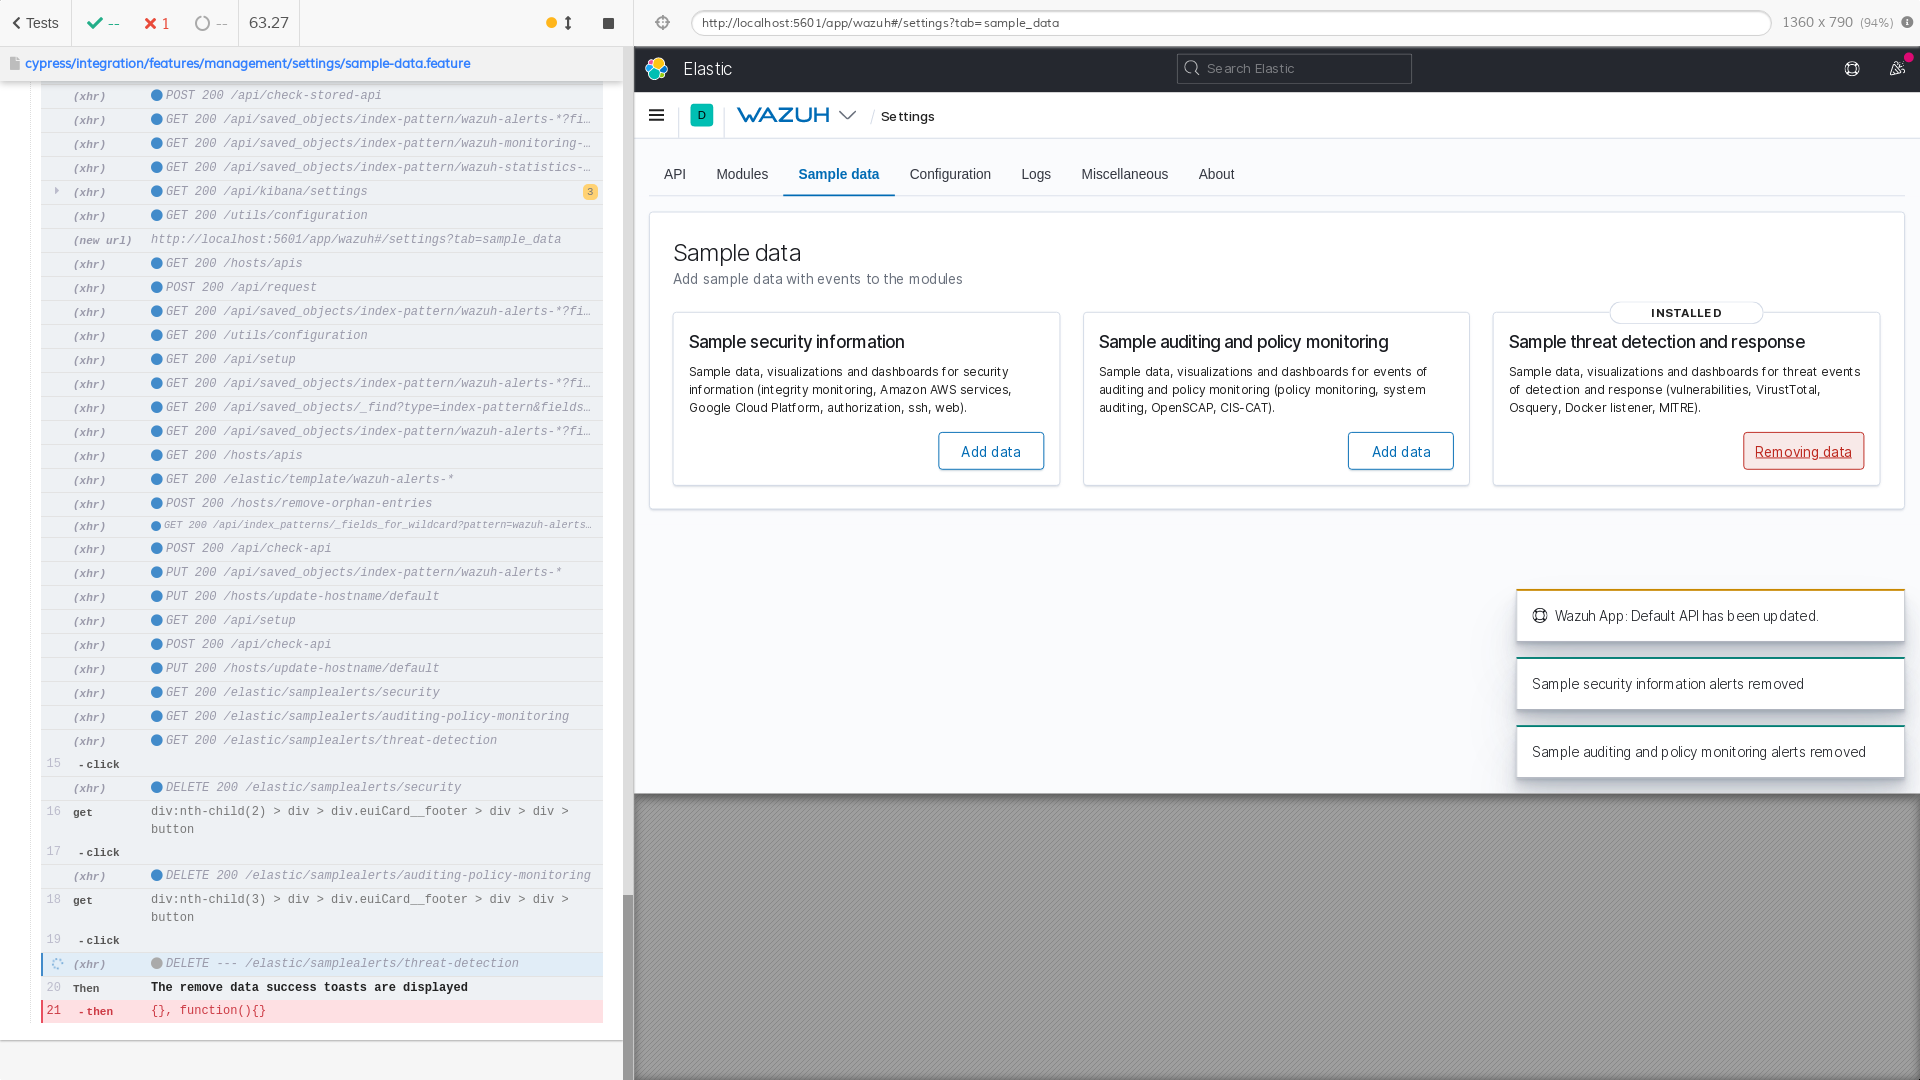 Tests
--
1
--
63.27
cypress/integration/features/management/settings/sample-data.feature
(xhr) POST 200 /api/check-stored-api
(xhr) GET 200 /api/saved_objects/index-pattern/wazuh-alerts-*?fi…
(xhr) GET 200 /api/saved_objects/index-pattern/wazuh-monitoring-…
(xhr) GET 200 /api/saved_objects/index-pattern/wazuh-statistics-…
(xhr) GET 200 /api/kibana/settings 3
(xhr) GET 200 /utils/configuration
(new url) http://localhost:5601/app/wazuh#/settings?tab=sample_data
(xhr) GET 200 /hosts/apis
(xhr) POST 200 /api/request
(xhr) GET 200 /api/saved_objects/index-pattern/wazuh-alerts-*?fi…
(xhr) GET 200 /utils/configuration
(xhr) GET 200 /api/setup
(xhr) GET 200 /api/saved_objects/index-pattern/wazuh-alerts-*?fi…
(xhr) GET 200 /api/saved_objects/_find?type=index-pattern&fields…
(xhr) GET 200 /api/saved_objects/index-pattern/wazuh-alerts-*?fi…
(xhr) GET 200 /hosts/apis
(xhr) GET 200 /elastic/template/wazuh-alerts-*
(xhr) POST 200 /hosts/remove-orphan-entries
(xhr) GET 200 /api/index_patterns/_fields_for_wildcard?pattern=wazuh-alerts…
(xhr) POST 200 /api/check-api
(xhr) PUT 200 /api/saved_objects/index-pattern/wazuh-alerts-*
(xhr) PUT 200 /hosts/update-hostname/default
(xhr) GET 200 /api/setup
(xhr) POST 200 /api/check-api
(xhr) PUT 200 /hosts/update-hostname/default
(xhr) GET 200 /elastic/samplealerts/security
(xhr) GET 200 /elastic/samplealerts/auditing-policy-monitoring
(xhr) GET 200 /elastic/samplealerts/threat-detection
15 -click
(xhr) DELETE 200 /elastic/samplealerts/security
16 get div:nth-child(2) > div > div.euiCard__footer > div > div >
button
17 -click
(xhr) DELETE 200 /elastic/samplealerts/auditing-policy-monitoring
18 get div:nth-child(3) > div > div.euiCard__footer > div > div >
button
19 -click
(xhr) DELETE --- /elastic/samplealerts/threat-detection
20 Then The remove data success toasts are displayed
21 -then {}, function(){}
http://localhost:5601/app/wazuh#/settings?tab=sample_data
1360 x 790 (94%)
Elastic
Search Elastic
D
WAZUH
/ Settings
API
Modules
Sample data
Configuration
Logs
Miscellaneous
About
Sample data
Add sample data with events to the modules
Sample security information
Sample data, visualizations and dashboards for security
information (integrity monitoring, Amazon AWS services,
Google Cloud Platform, authorization, ssh, web).
Add data
Sample auditing and policy monitoring
Sample data, visualizations and dashboards for events of
auditing and policy monitoring (policy monitoring, system
auditing, OpenSCAP, CIS-CAT).
Add data
INSTALLED
Sample threat detection and response
Sample data, visualizations and dashboards for threat events
of detection and response (vulnerabilities, VirustTotal,
Osquery, Docker listener, MITRE).
Removing data
Wazuh App: Default API has been updated.
Sample security information alerts removed
Sample auditing and policy monitoring alerts removed